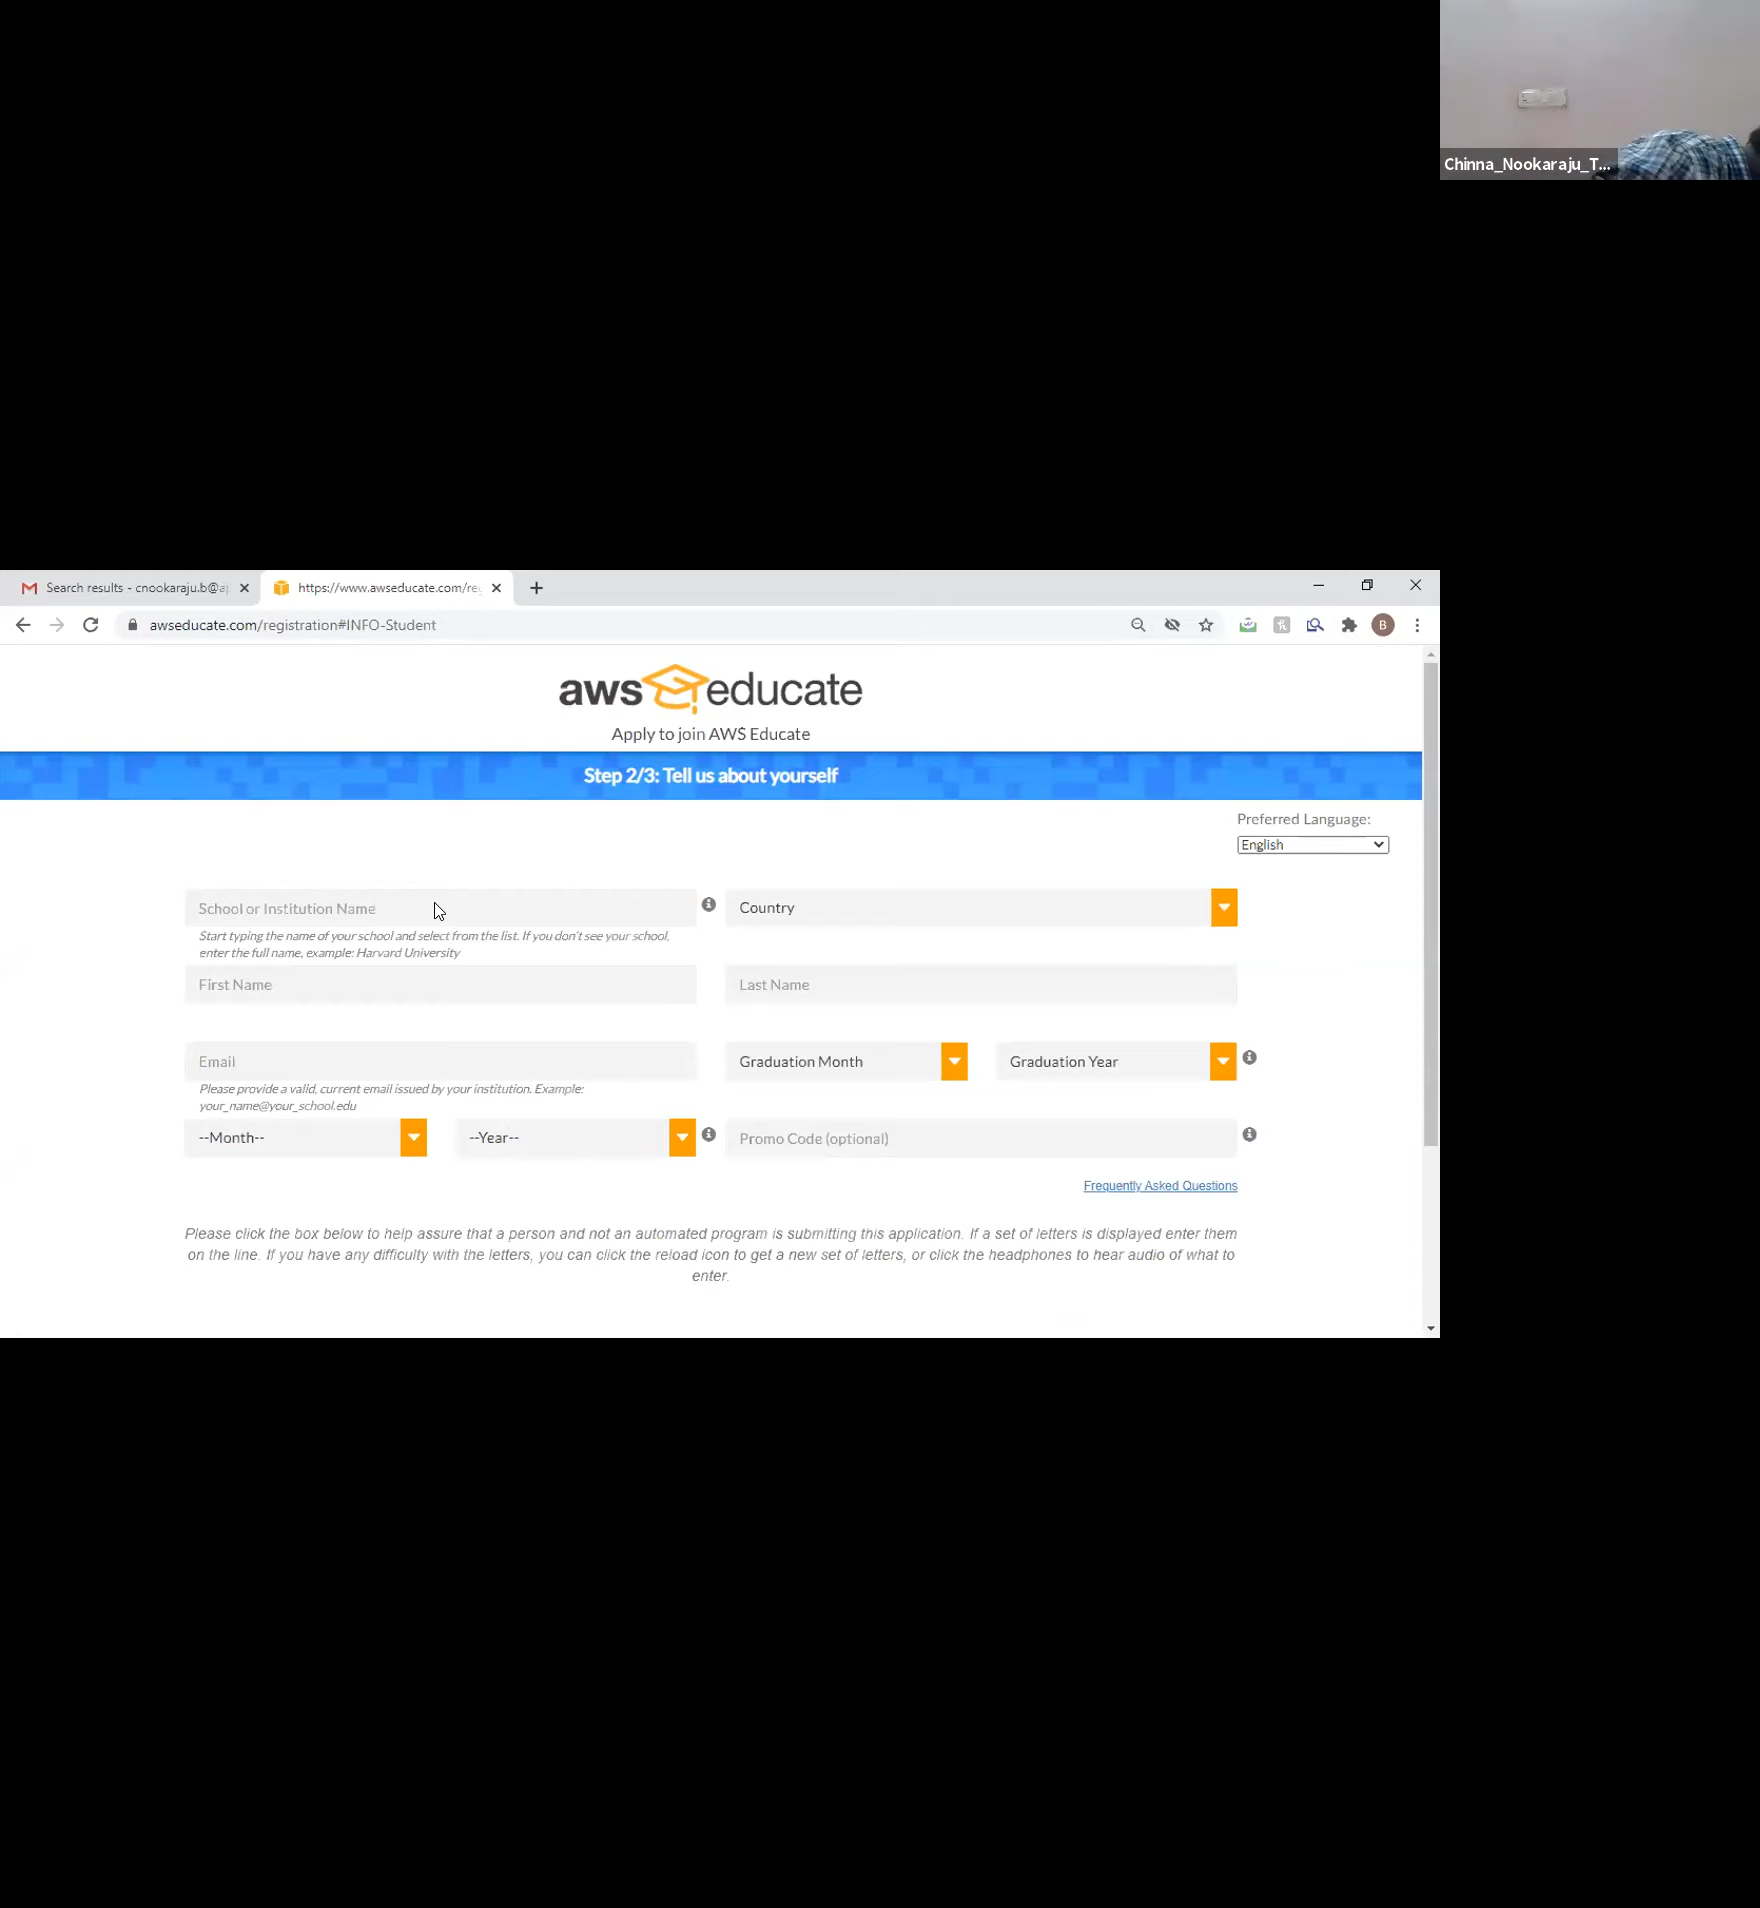 Chinna_Nookaraju_T...
Search results - cnookaraju.b@a
https://www.awseducate.com/re
awseducate.com/registration#INFO-Student
B
aws educate
Apply to join AWS Educate
Step 2/3: Tell us about yourself
Preferred Language:
English
School or Institution Name
Country
Start typing the name of your school and select from the list. If you don't see your school,
enter the full name, example: Harvard University
First Name
Last Name
Email
Graduation Month
Graduation Year
Please provide a valid, current email issued by your institution. Example:
your_name@your_school.edu
--Month--
--Year--
Promo Code (optional)
Frequently Asked Questions
Please click the box below to help assure that a person and not an automated program is submitting this application. If a set of letters is displayed enter them
on the line. If you have any difficulty with the letters, you can click the reload icon to get a new set of letters, or click the headphones to hear audio of what to
enter.